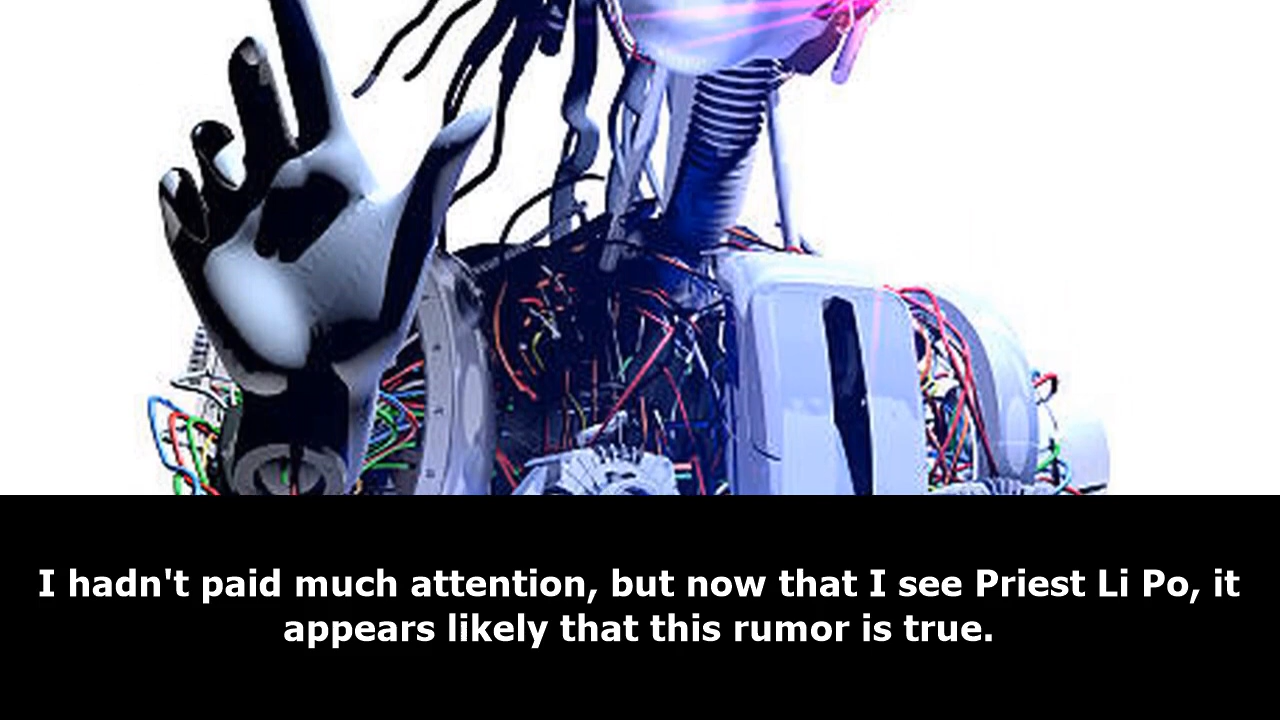 I hadn't paid much attention, but now that I see Priest Li Po, it
appears likely that this rumor is true.